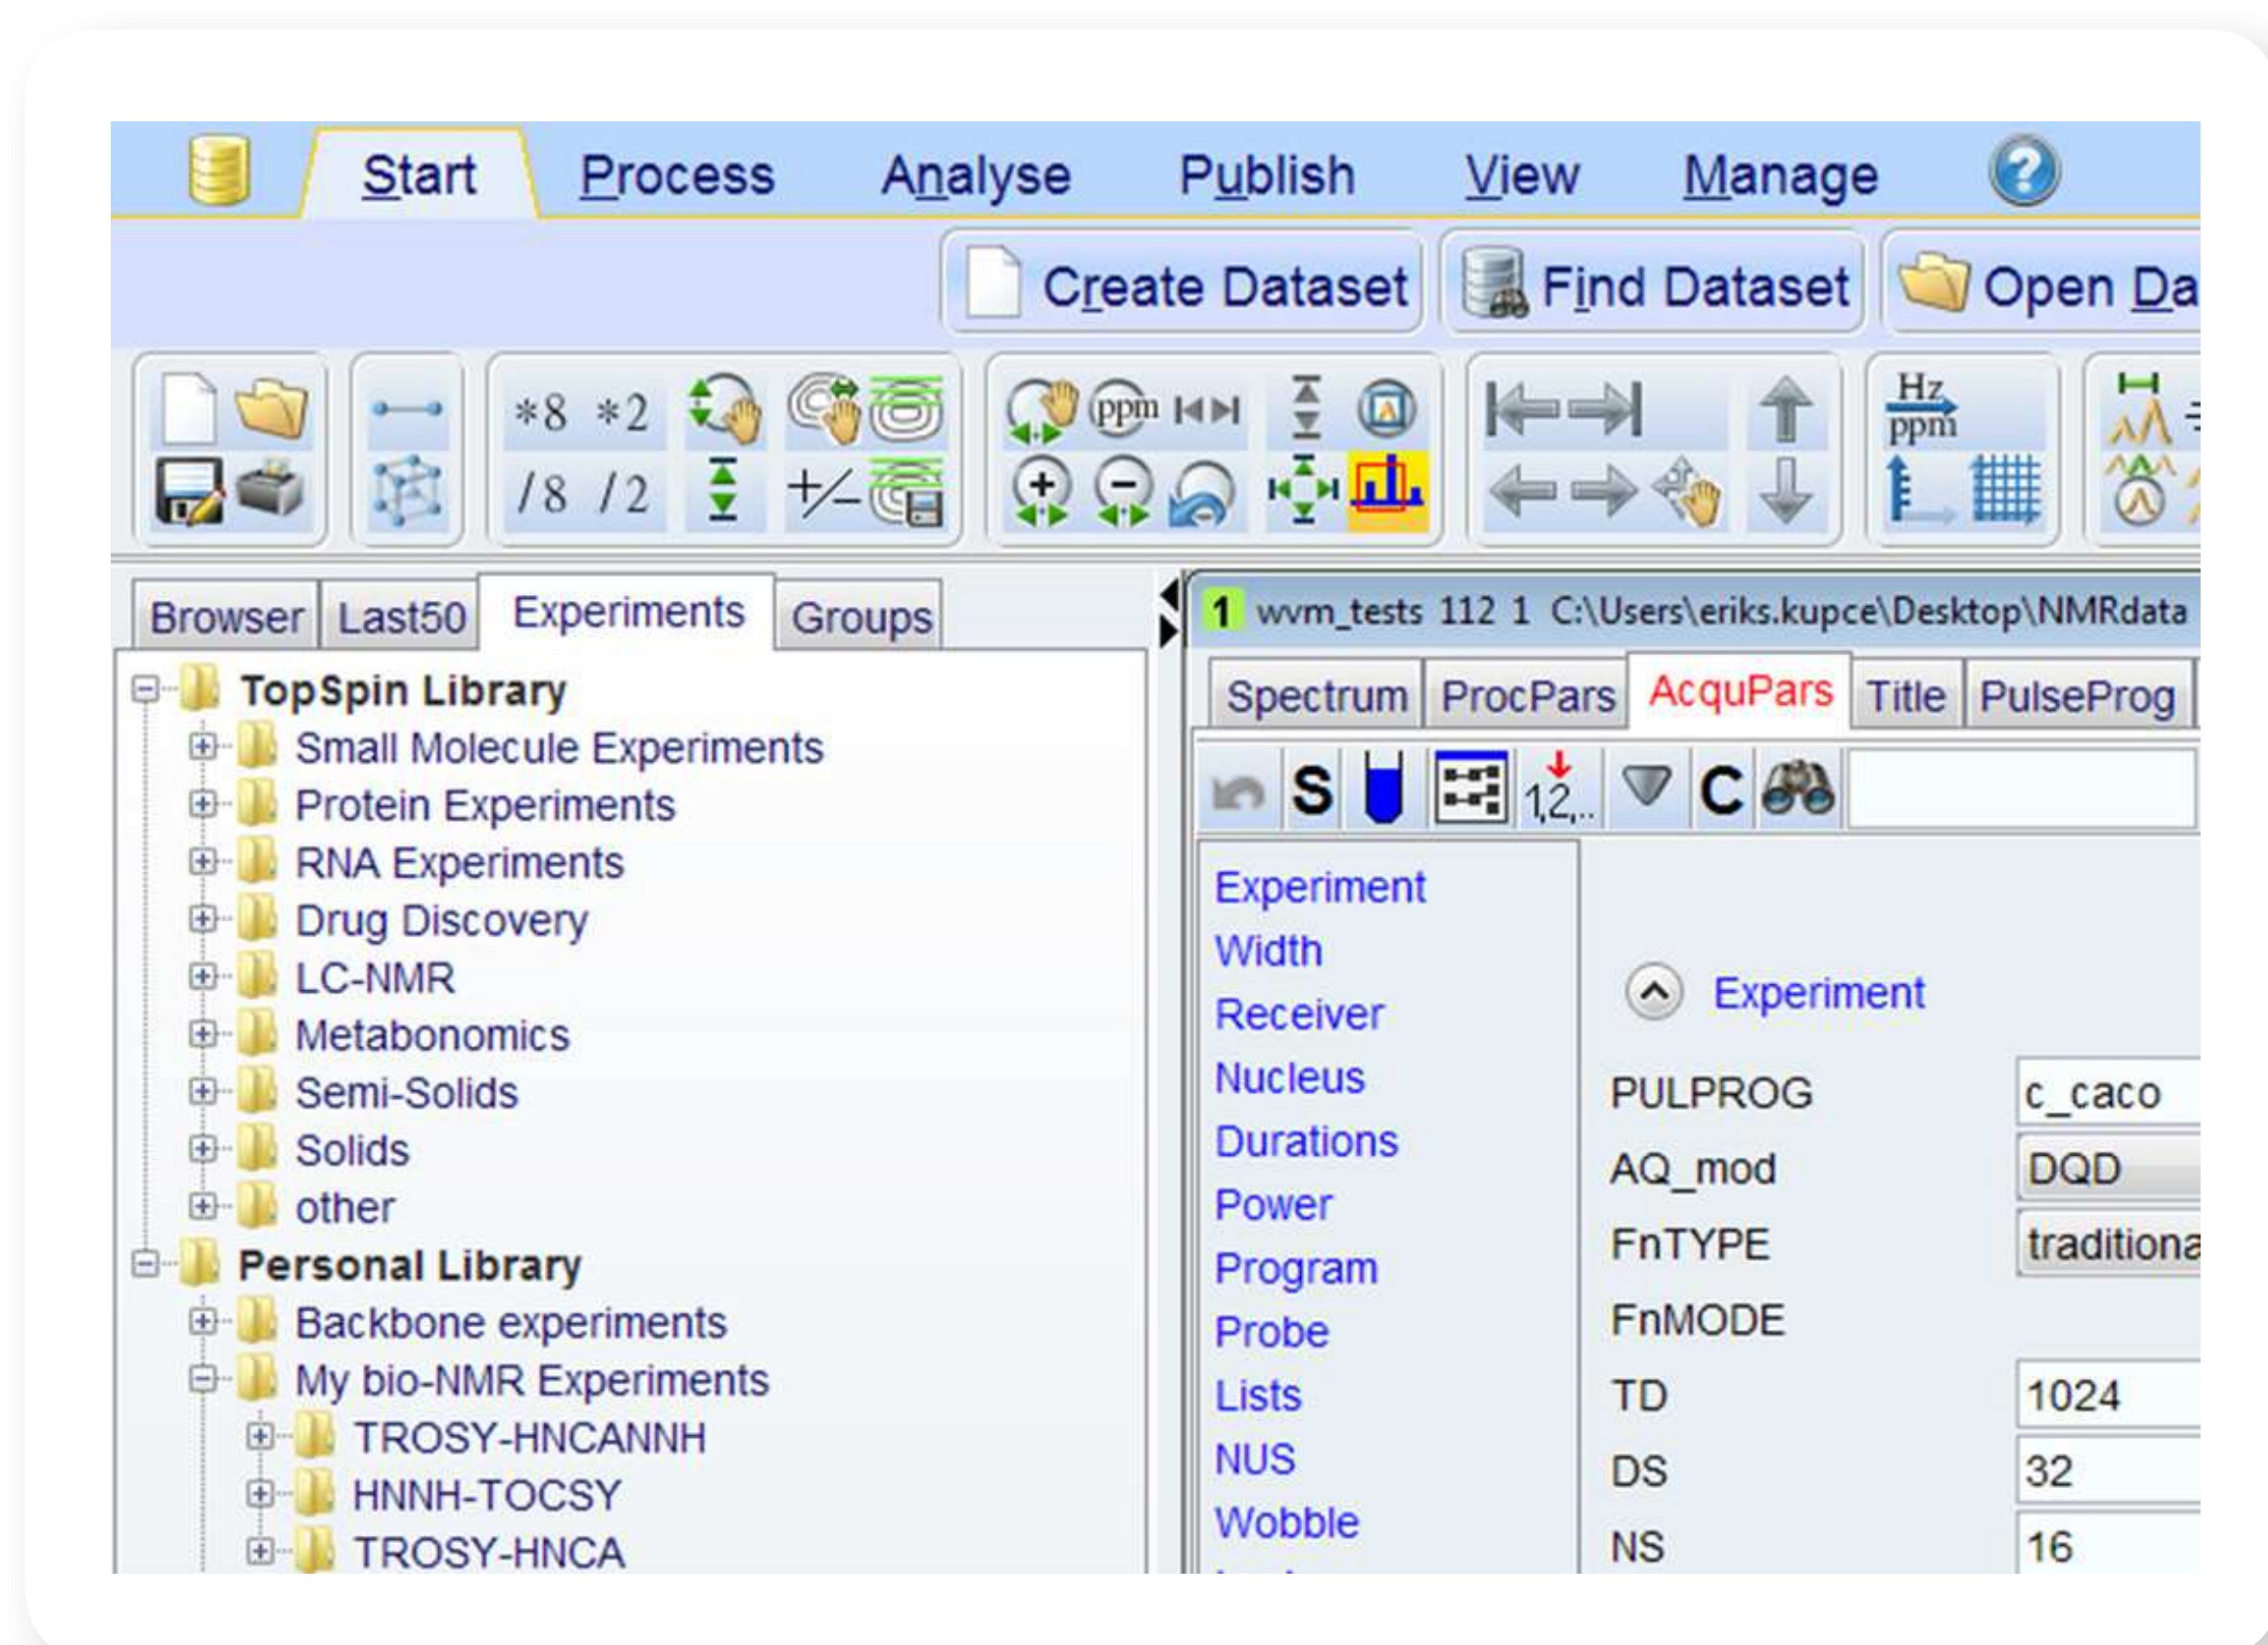 Start Process Analyse Publish View Manage ?
Create Dataset Find Dataset Open Da
*8 *2 ppm Hz ppm
/8 /2 +/-
Browser Last50 Experiments Groups
TopSpin Library
Small Molecule Experiments
Protein Experiments
RNA Experiments
Drug Discovery
LC-NMR
Metabonomics
Semi-Solids
Solids
other
Personal Library
Backbone experiments
My bio-NMR Experiments
TROSY-HNCANNH
HNNH-TOCSY
TROSY-HNCA
1 wvm_tests 112 1 C:\Users\eriks.kupce\Desktop\NMRdata
Spectrum ProcPars AcquPars Title PulseProg
S 1,2,.. C
Experiment
Width
Receiver
Nucleus
Durations
Power
Program
Probe
Lists
NUS
Wobble
Experiment
PULPROG c_caco
AQ_mod DQD
FnTYPE traditiona
FnMODE
TD 1024
DS 32
NS 16